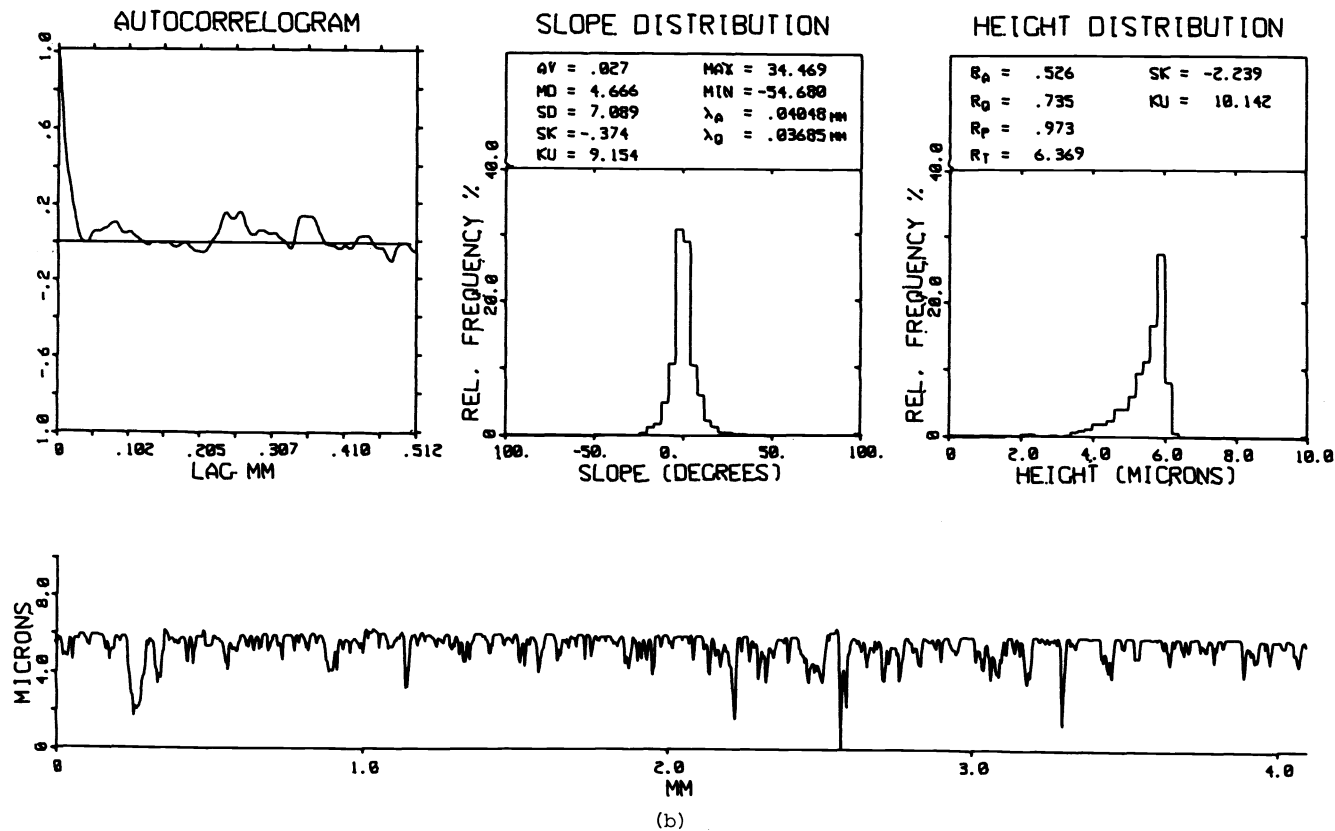 AUTOCORRELOGRAM
1.0
.6
.2
-.2
-.6
1.0
0 .102 .205 .307 .410 .512
LAG MM
SLOPE DISTRIBUTION
AV = .027 MAX = 34.469
MD = 4.666 MIN =-54.680
SD = 7.089 λA = .04048MM
SK =-.374 λQ = .03685MM
KU = 9.154
REL. FREQUENCY %
40.0
20.0
0
100. -50. 0. 50. 100.
SLOPE (DEGREES)
HEIGHT DISTRIBUTION
RA = .526 SK = -2.239
RQ = .735 KU = 10.142
RP = .973
RT = 6.369
REL. FREQUENCY %
40.0
20.0
0
0 2.0 4.0 6.0 8.0 10.0
HEIGHT (MICRONS)
MICRONS
8.0
4.0
0
0 1.0 2.0 3.0 4.0
MM
(b)